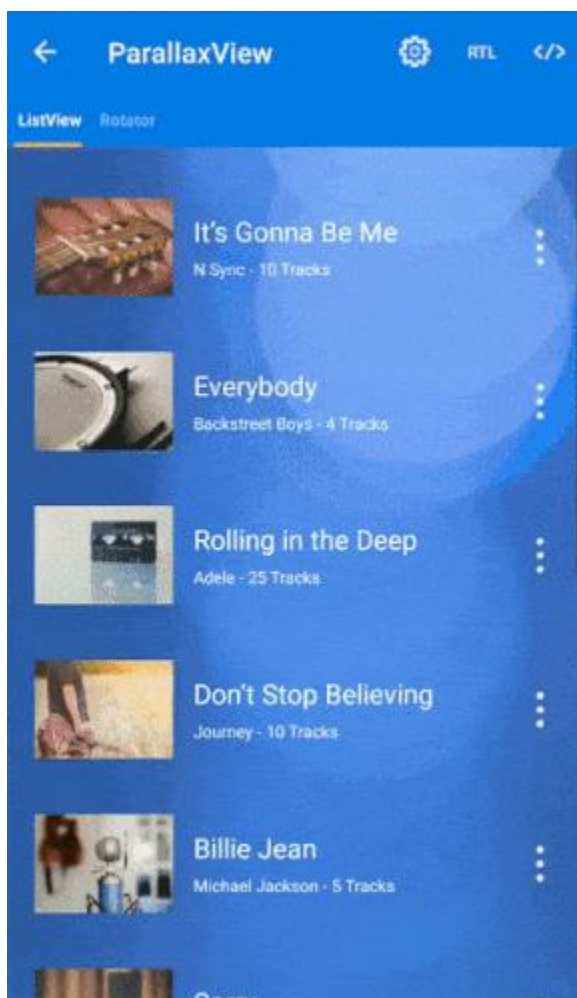 ParallaxView RTL </>
ListView Rotator
It's Gonna Be Me
N Sync - 10 Tracks
Everybody
Backstreet Boys - 4 Tracks
Rolling in the Deep
Adele - 25 Tracks
Don't Stop Believing
Journey - 10 Tracks
Billie Jean
Michael Jackson - 5 Tracks